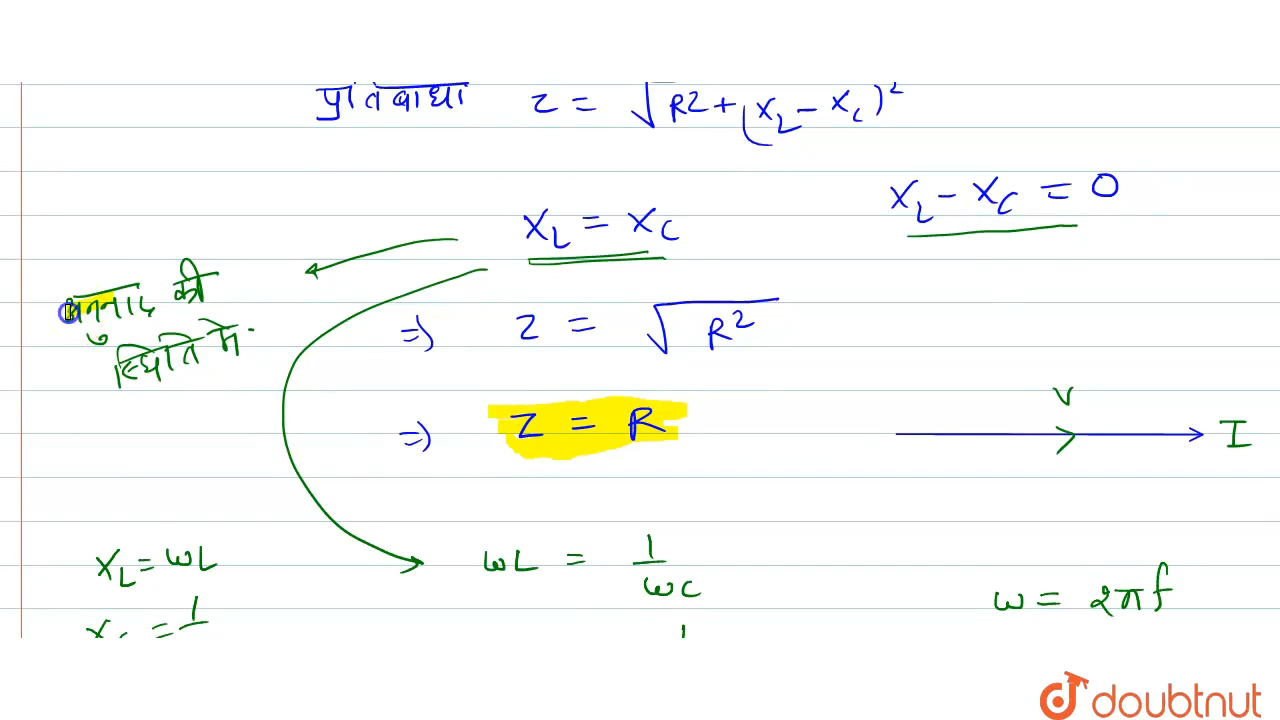 प्रतिबाधा Z = √R2 + (X_L - X_C)²
X_L - X_C = 0
X_L = X_C
अनुनाद की
स्थिति में
=) Z = √R²
=) Z = R
V
I
X_L = ωL
ωL = 1/ωC
ω = 2πf
doubtnut